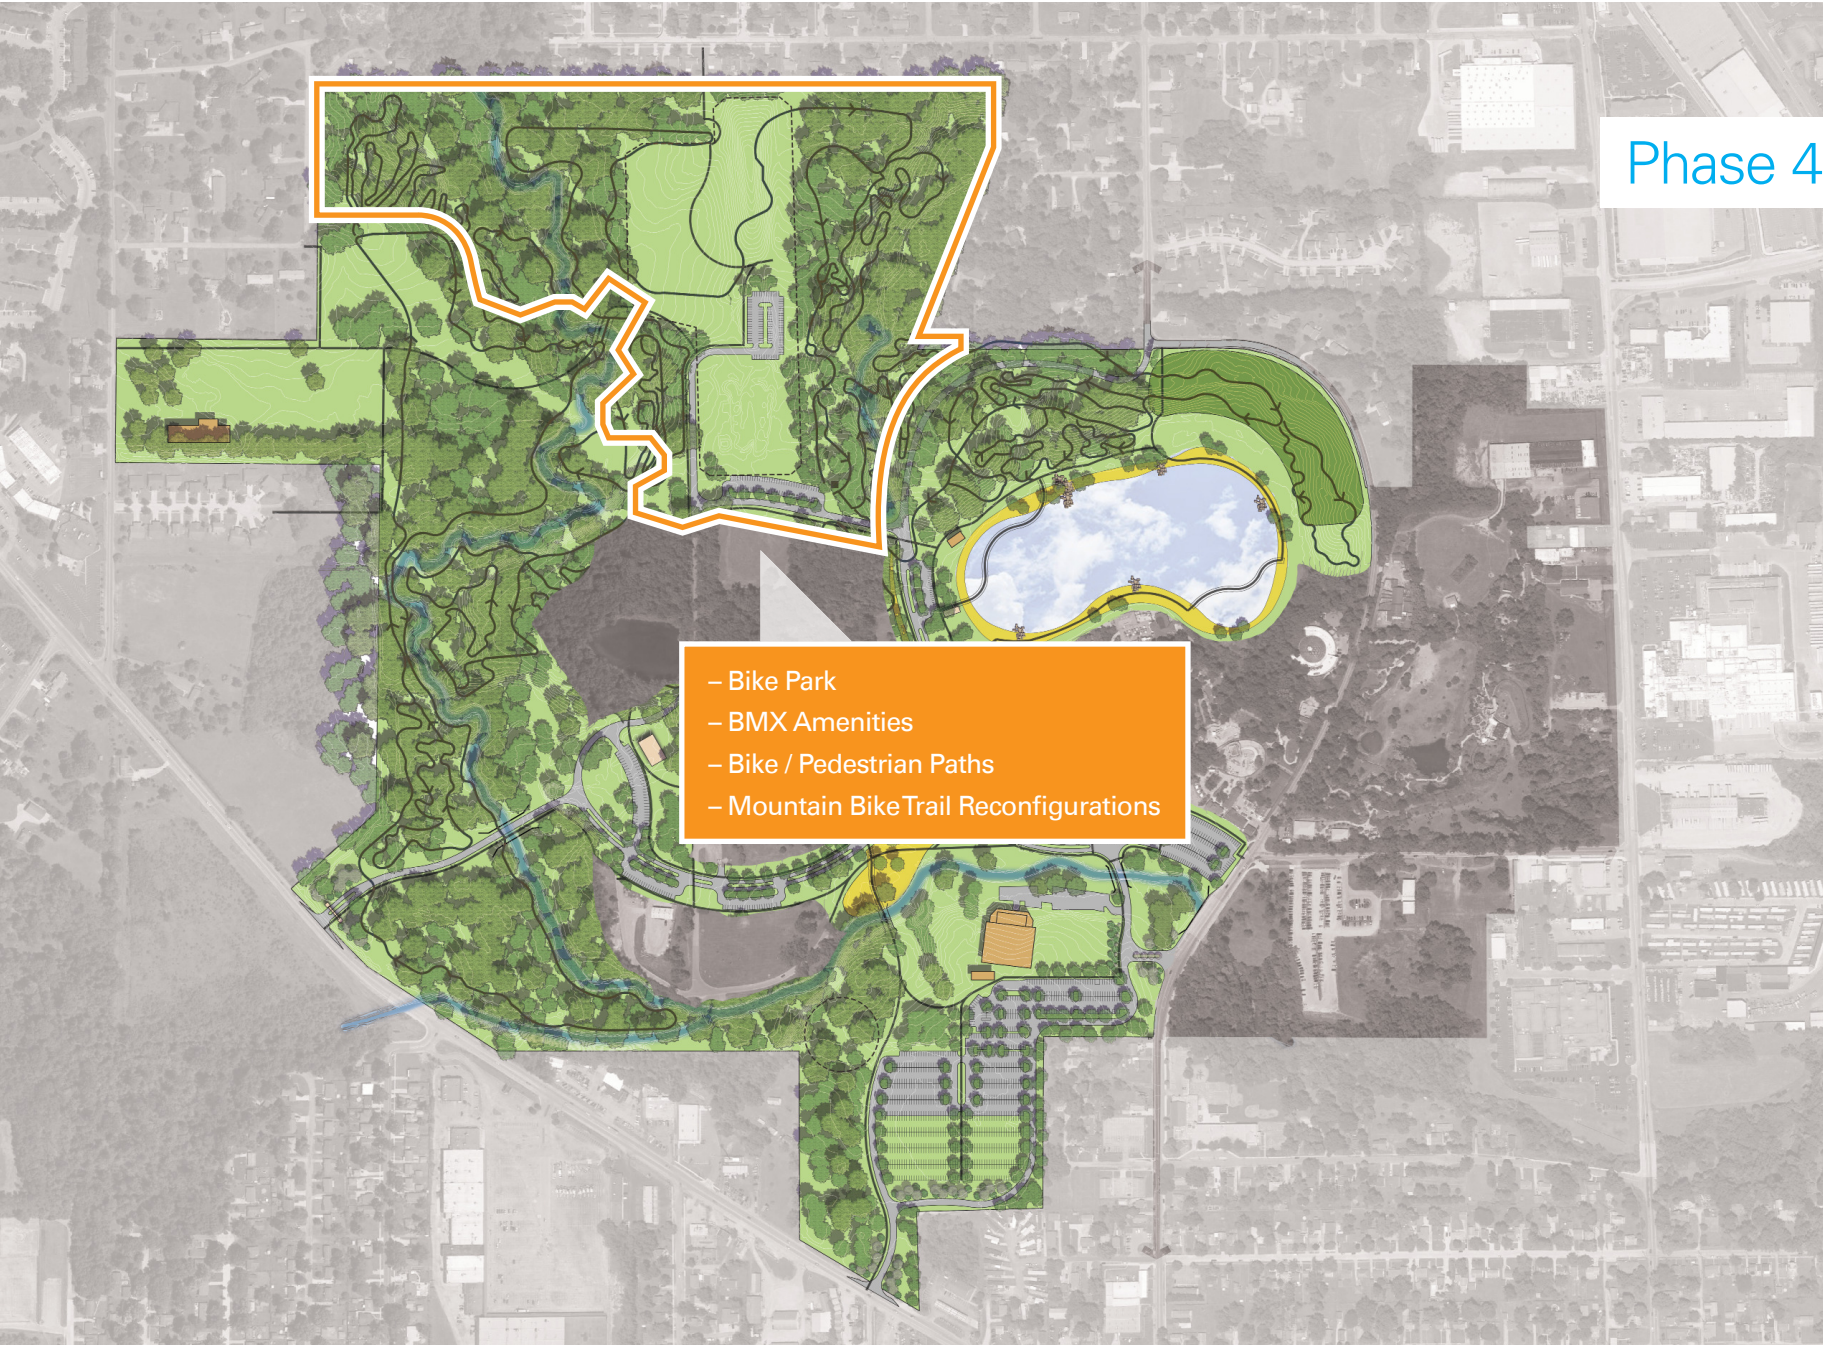 Phase 4
– Bike Park
– BMX Amenities
– Bike / Pedestrian Paths
– Mountain Bike Trail Reconfigurations